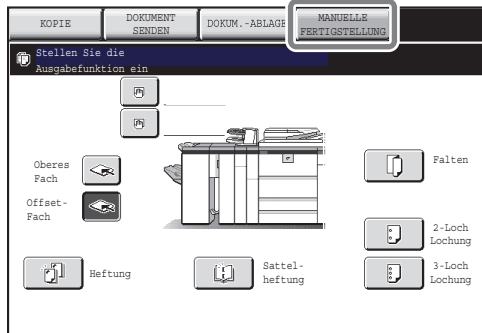 KOPIE
DOKUMENT
SENDEN
DOKUM.-ABLAGE
MANUELLE
FERTIGSTELLUNG
Stellen Sie die
Ausgabefunktion ein
Oberes
Fach
Offset-
Fach
Falten
2-Loch
Lochung
Heftung
Sattel-
heftung
3-Loch
Lochung